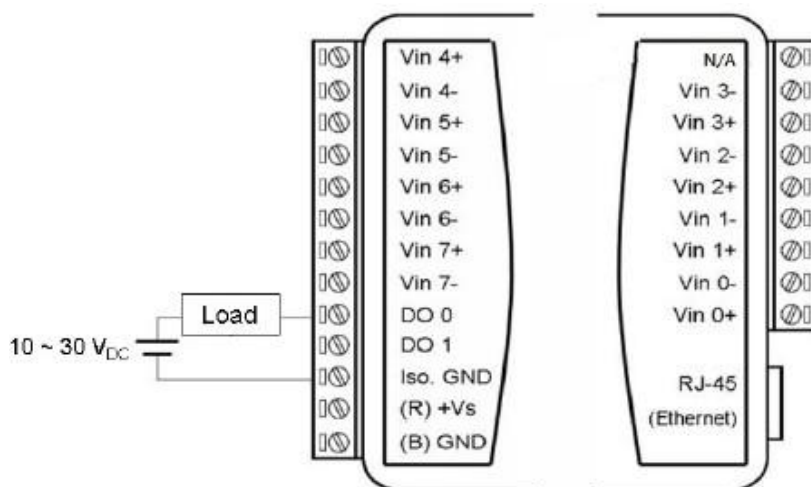 Vin 4+
Vin 4-
Vin 5+
Vin 5-
Vin 6+
Vin 6-
Vin 7+
Vin 7-
DO 0
DO 1
Iso. GND
(R) +Vs
(B) GND
Load
10 ~ 30 VDC
N/A
Vin 3-
Vin 3+
Vin 2-
Vin 2+
Vin 1-
Vin 1+
Vin 0-
Vin 0+
RJ-45
(Ethernet)